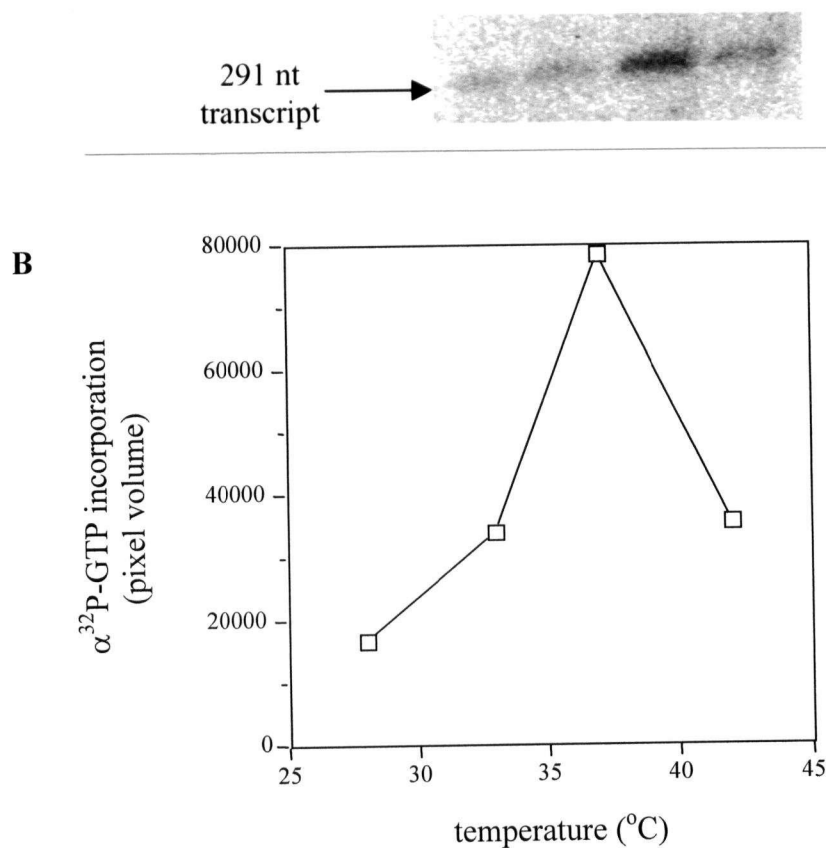 291 nt
transcript
B
80000
60000
40000
20000
0
α³²P-GTP incorporation
(pixel volume)
25
30
35
40
45
temperature (°C)